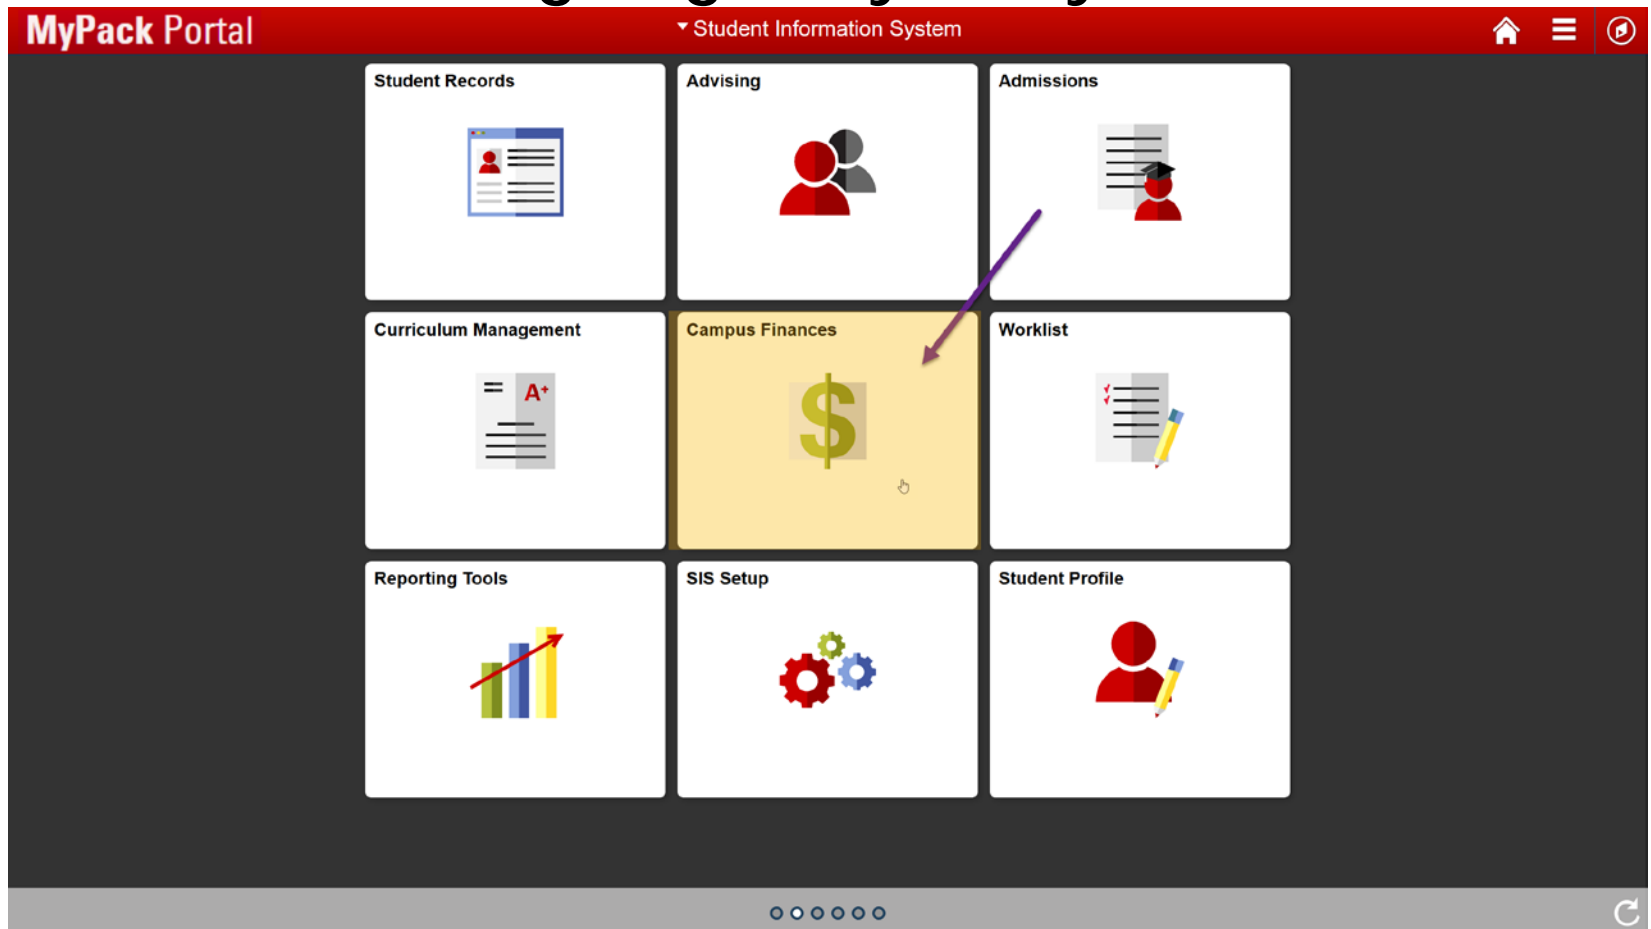 MyPack Portal
Student Information System
Student Records
Advising
Admissions
Curriculum Management
A+
Campus Finances
$
Worklist
Reporting Tools
SIS Setup
Student Profile